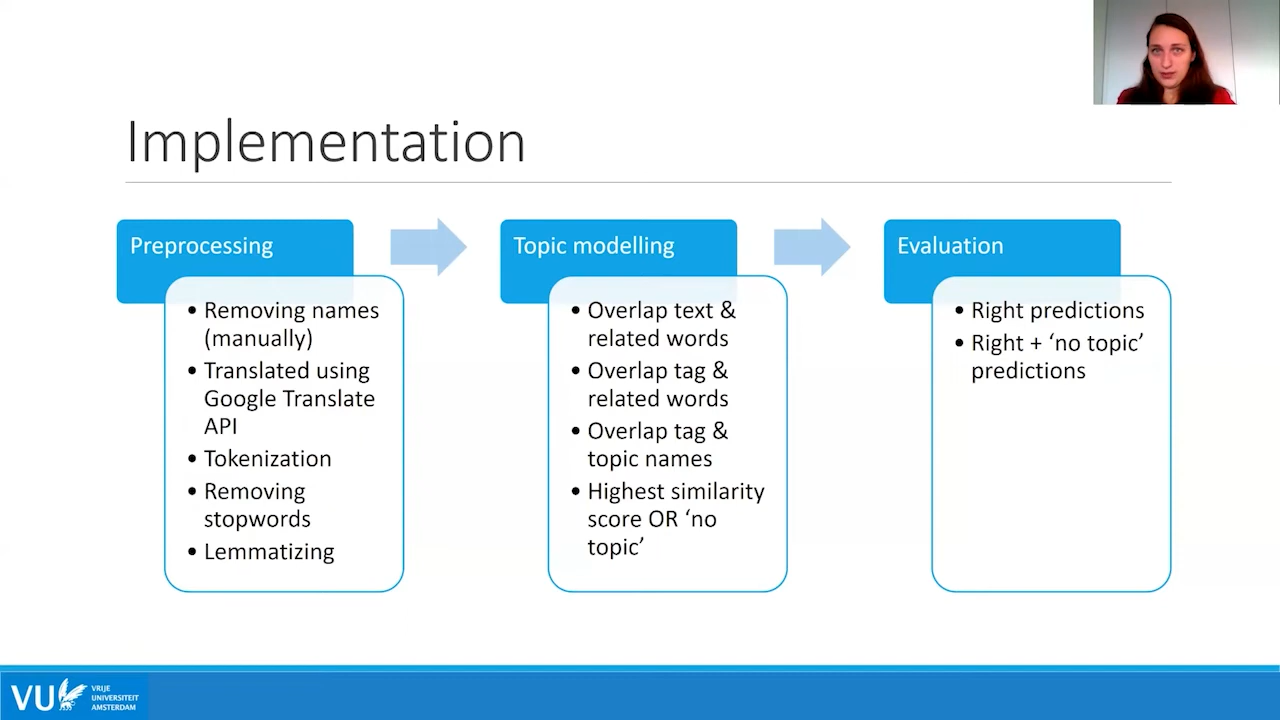 Implementation
Preprocessing
• Removing names
(manually)
• Translated using
Google Translate
API
• Tokenization
• Removing
stopwords
• Lemmatizing
Topic modelling
• Overlap text &
related words
• Overlap tag &
related words
• Overlap tag &
topic names
• Highest similarity
score OR ‘no
topic’
Evaluation
• Right predictions
• Right + ‘no topic’
predictions
VU
VRIJE
UNIVERSITEIT
AMSTERDAM